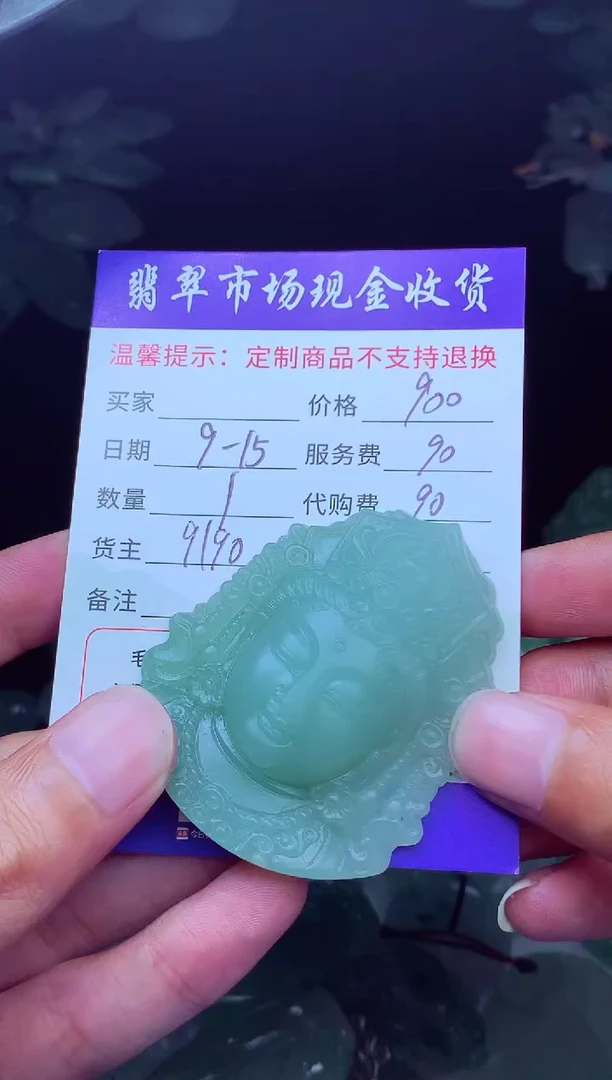 翡翠市场现金收货
温馨提示：定制商品不支持退换
买家 价格 900
日期 9-15 服务费 90
数量 1 代购费 90
货主 9190
备注